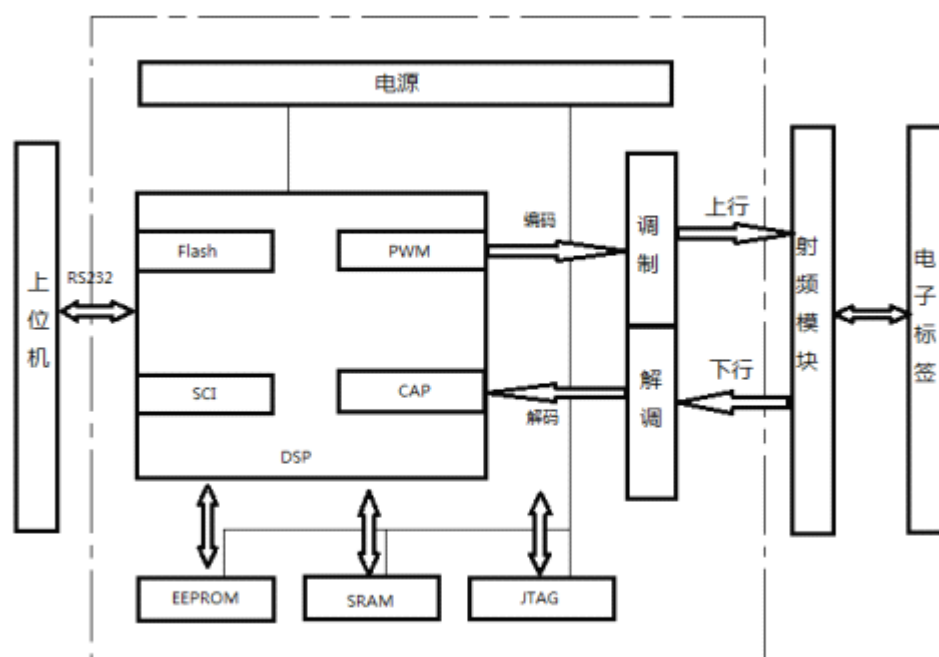 电源
上位机
RS232
Flash
PWM
SCI
CAP
DSP
编码
解码
调制
解调
上行
下行
射频模块
电子标签
EEPROM
SRAM
JTAG